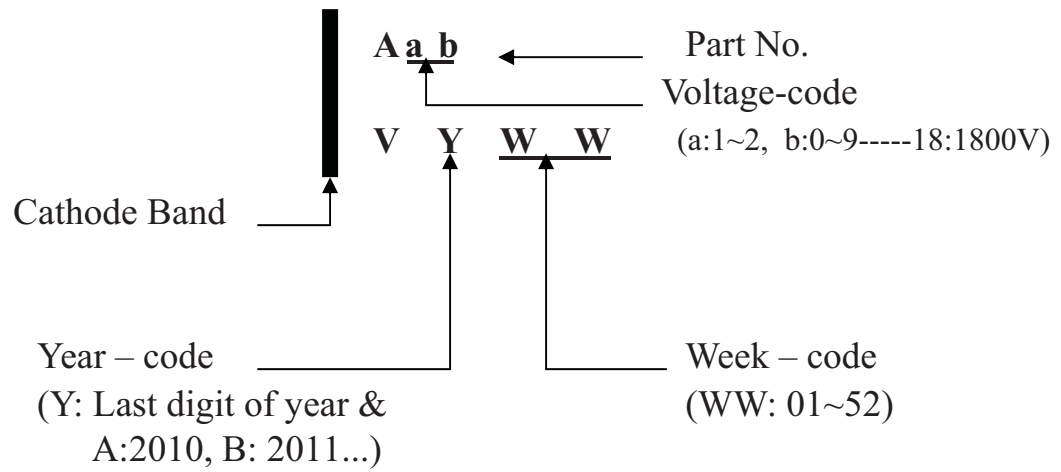 A a b Part No.
Voltage-code
V Y W W (a:1~2, b:0~9-----18:1800V)
Cathode Band
Year – code Week – code
(Y: Last digit of year & (WW: 01~52)
A:2010, B: 2011...)